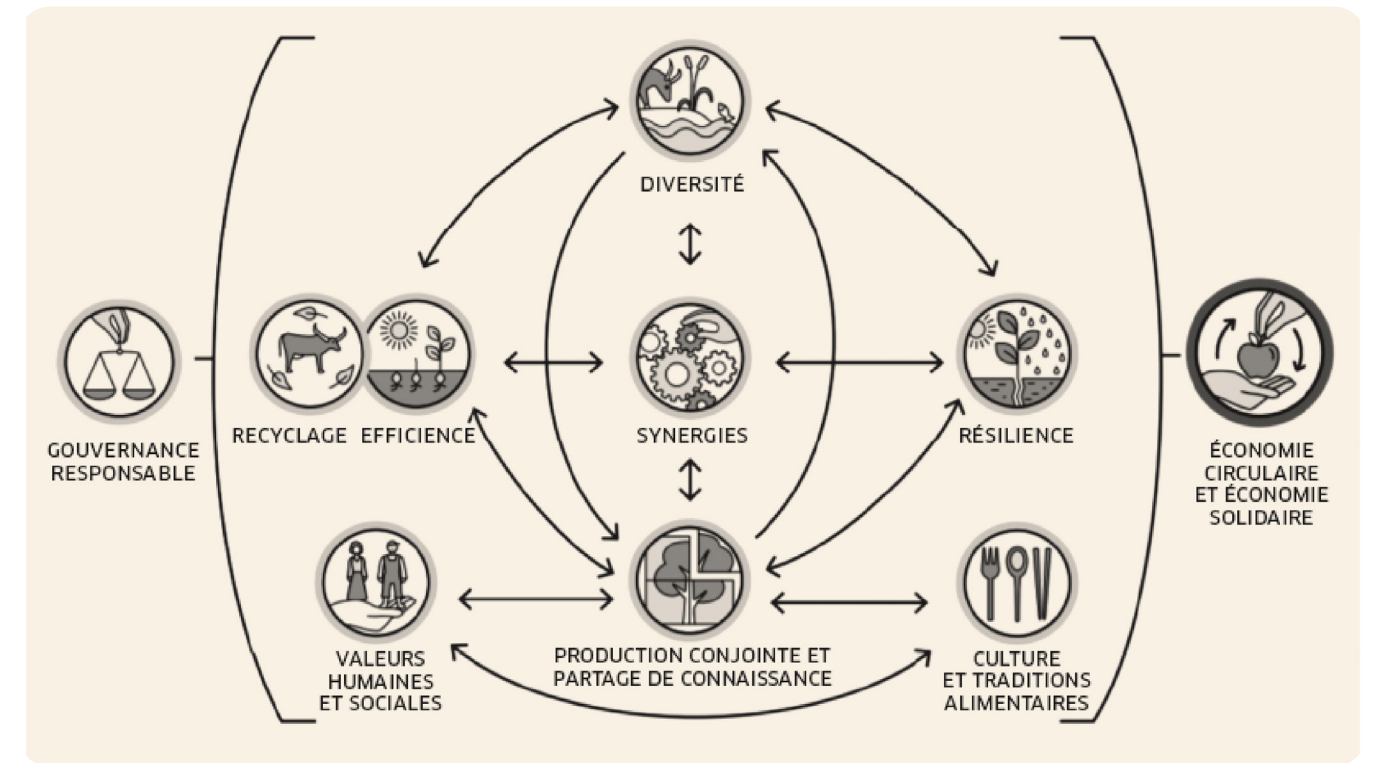 DIVERSITÉ
GOUVERNANCE
RESPONSABLE
RECYCLAGE
EFFICIENCE
SYNERGIES
RÉSILIENCE
ÉCONOMIE
CIRCULAIRE
ET ÉCONOMIE
SOLIDAIRE
VALEURS
HUMAINES
ET SOCIALES
PRODUCTION CONJOINTE ET
PARTAGE DE CONNAISSANCE
CULTURE
ET TRADITIONS
ALIMENTAIRES